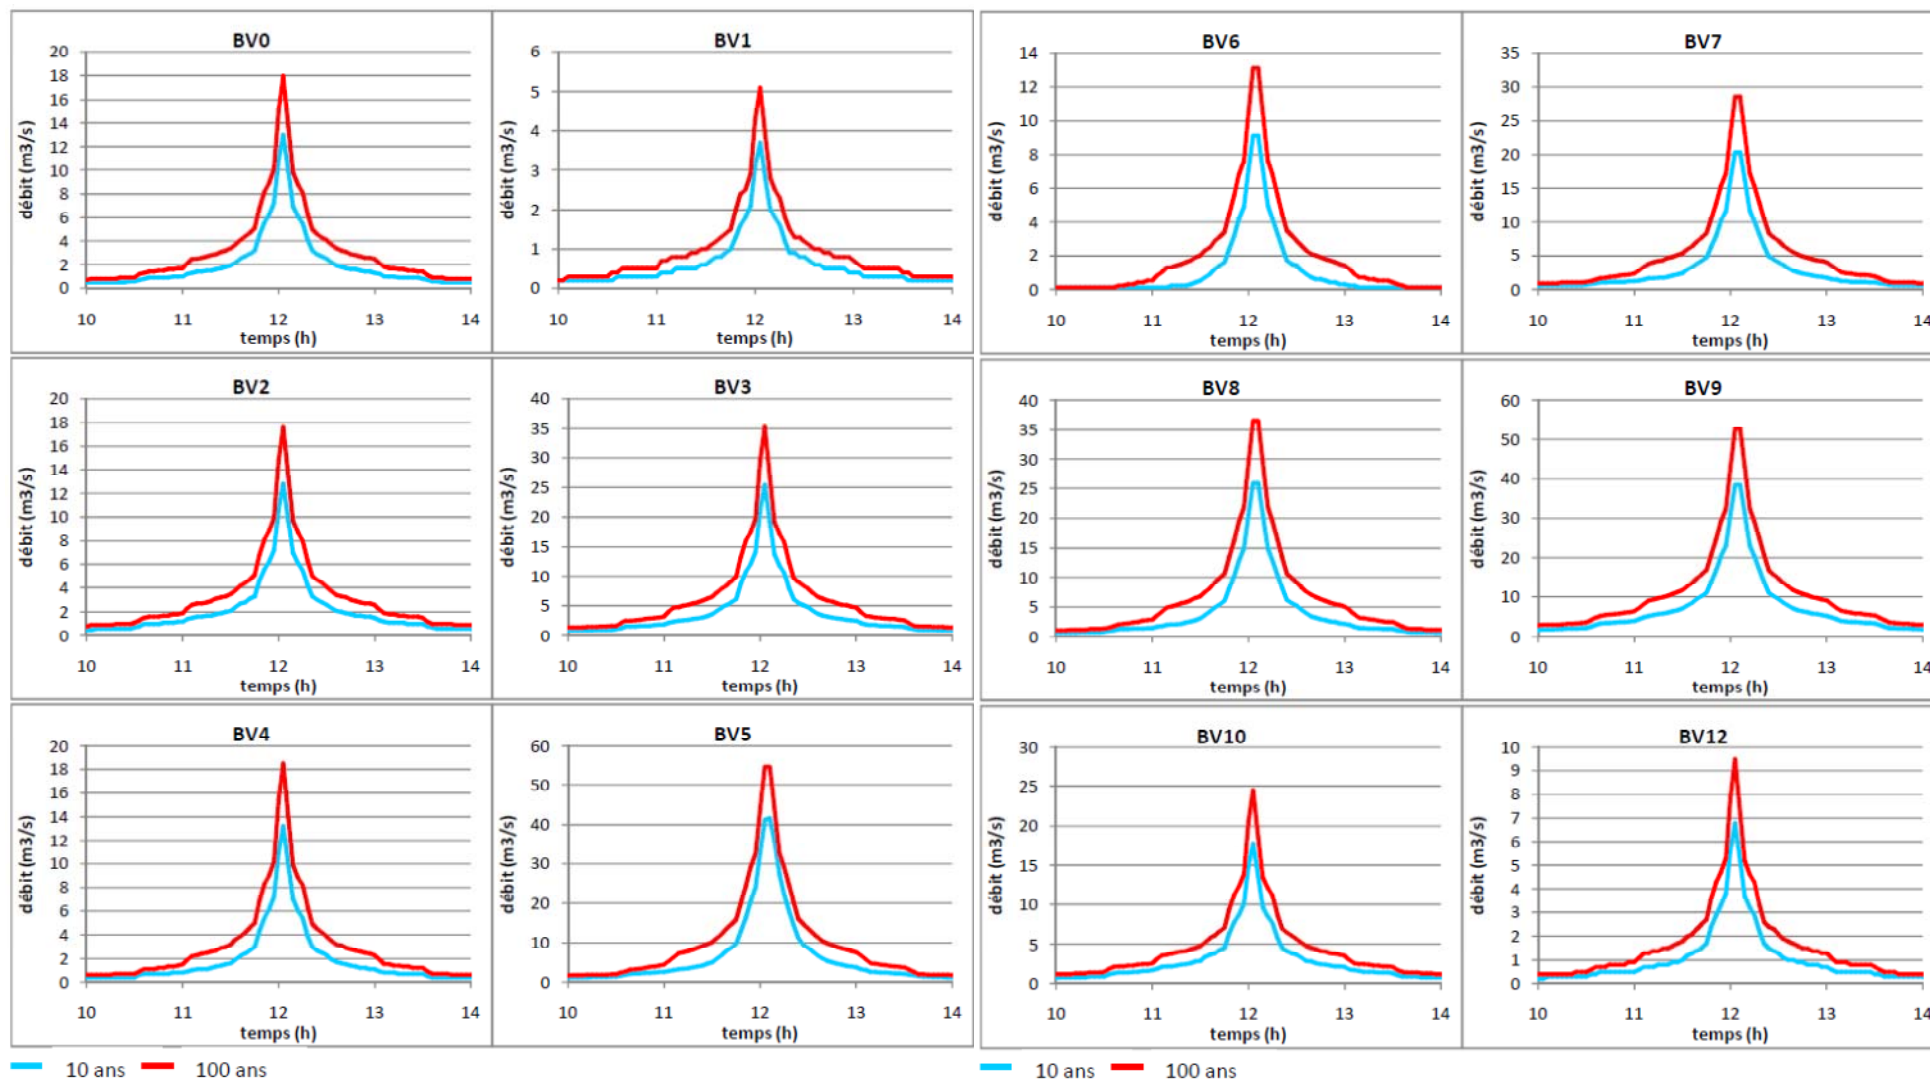 BV0
20
18
16
14
12
10
8
6
4
2
0
débit (m3/s)
10 11 12 13 14
temps (h)
BV1
6
5
4
3
2
1
0
débit (m3/s)
10 11 12 13 14
temps (h)
BV2
20
18
16
14
12
10
8
6
4
2
0
débit (m3/s)
10 11 12 13 14
temps (h)
BV3
40
35
30
25
20
15
10
5
0
débit (m3/s)
10 11 12 13 14
temps (h)
BV4
20
18
16
14
12
10
8
6
4
2
0
débit (m3/s)
10 11 12 13 14
temps (h)
BV5
60
50
40
30
20
10
0
débit (m3/s)
10 11 12 13 14
temps (h)
10 ans 100 ans
BV6
14
12
10
8
6
4
2
0
débit (m3/s)
10 11 12 13 14
temps (h)
BV7
35
30
25
20
15
10
5
0
débit (m3/s)
10 11 12 13 14
temps (h)
BV8
40
35
30
25
20
15
10
5
0
débit (m3/s)
10 11 12 13 14
temps (h)
BV9
60
50
40
30
20
10
0
débit (m3/s)
10 11 12 13 14
temps (h)
BV10
30
25
20
15
10
5
0
débit (m3/s)
10 11 12 13 14
temps (h)
BV12
10
9
8
7
6
5
4
3
2
1
0
débit (m3/s)
10 11 12 13 14
temps (h)
10 ans 100 ans